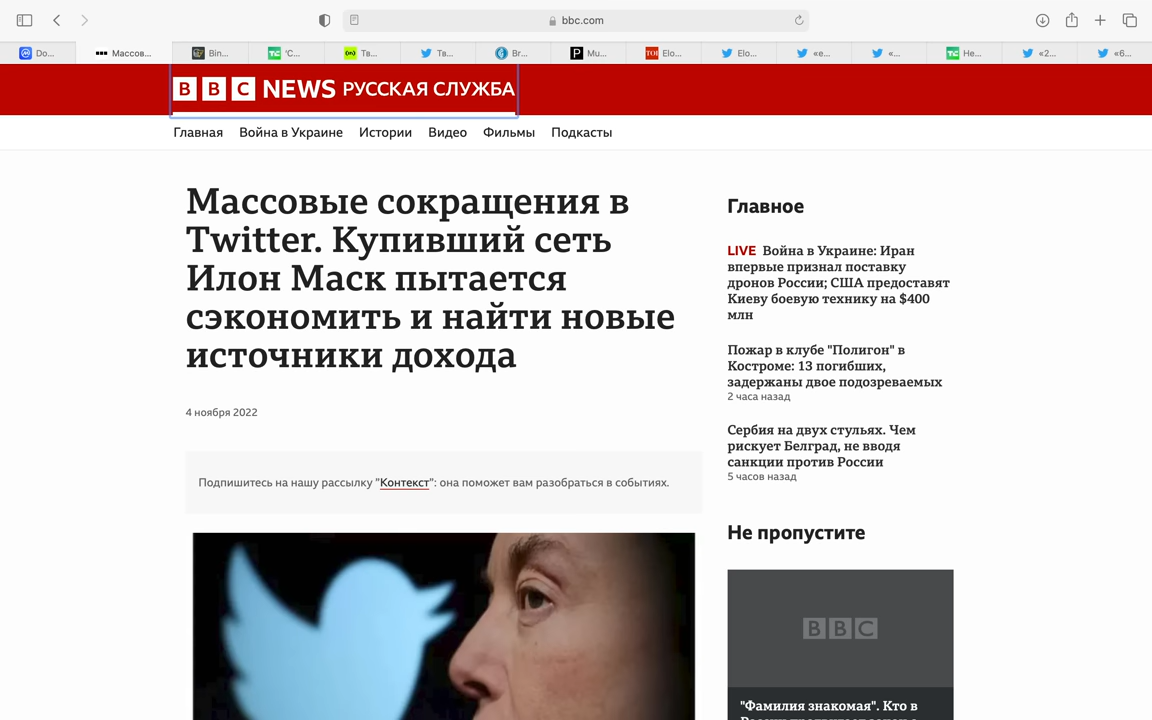 bbc.com
Do...
Массов...
Bin...
'C...
Тв...
Тв...
Br...
Mu...
Elo...
Elo...
«e...
«...
He...
«2...
«6...
BBC NEWS РУССКАЯ СЛУЖБА
Главная Война в Украине Истории Видео Фильмы Подкасты
Массовые сокращения в
Twitter. Купивший сеть
Илон Маск пытается
сэкономить и найти новые
источники дохода
4 ноября 2022
Подпишитесь на нашу рассылку "Контекст": она поможет вам разобраться в событиях.
Главное
LIVE Война в Украине: Иран
впервые признал поставку
дронов России; США предоставят
Киеву боевую технику на $400
млн
Пожар в клубе "Полигон" в
Костроме: 13 погибших,
задержаны двое подозреваемых
2 часа назад
Сербия на двух стульях. Чем
рискует Белград, не вводя
санкции против России
5 часов назад
Не пропустите
BBC
"Фамилия знакомая". Кто в